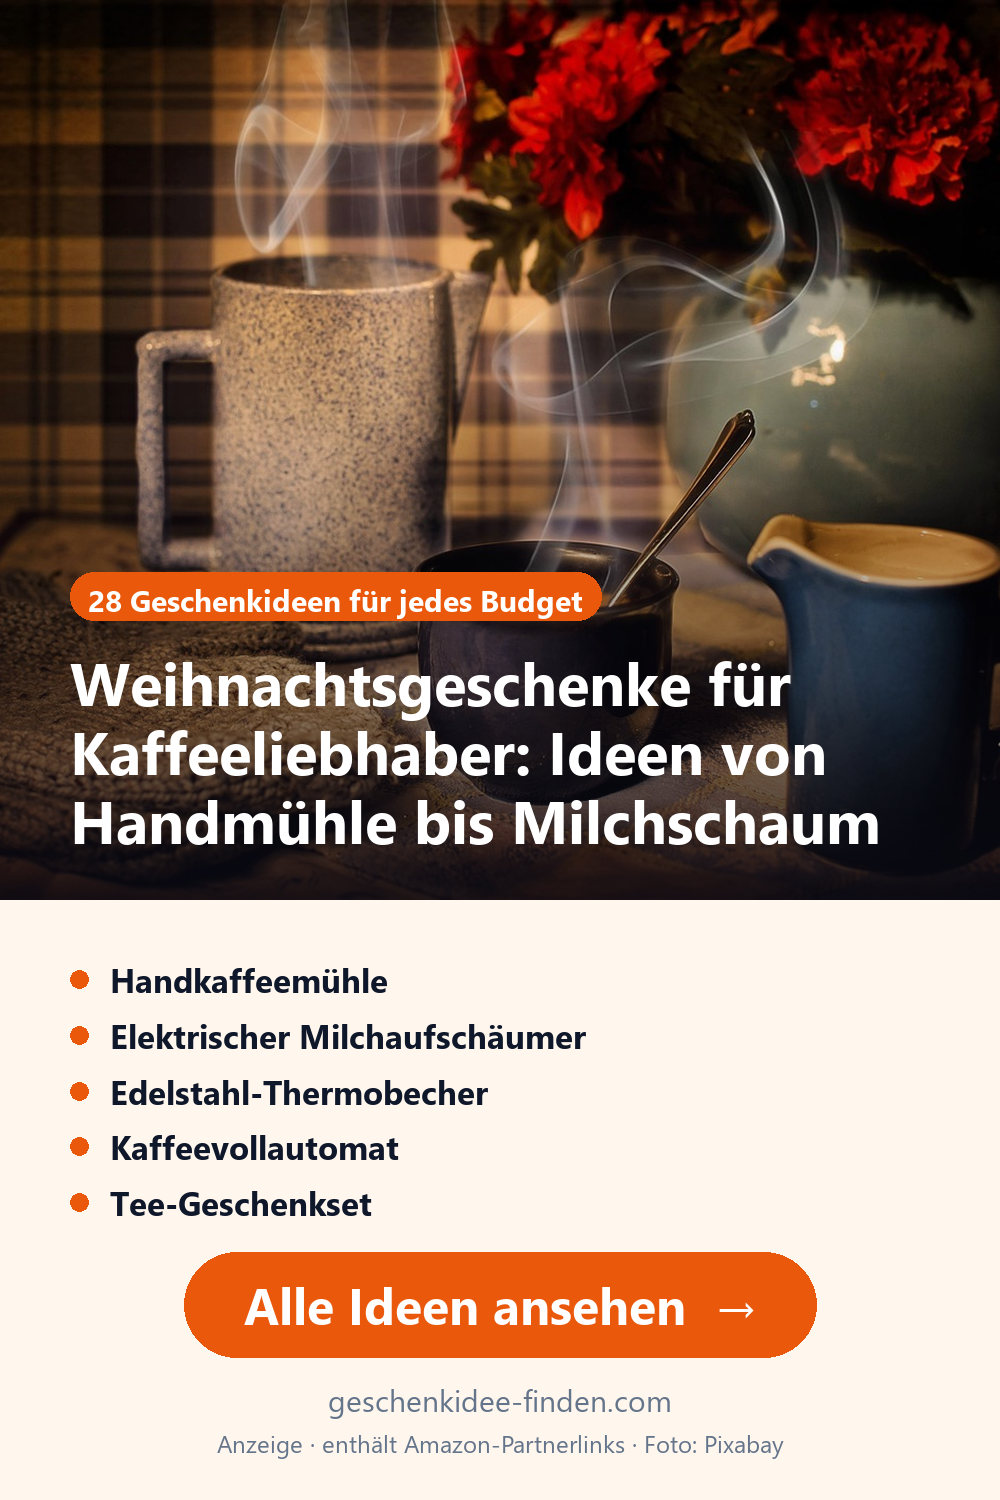 28 Geschenkideen für jedes Budget
Weihnachtsgeschenke für
Kaffeeliebhaber: Ideen von
Handmühle bis Milchschaum
Handkaffeemühle
Elektrischer Milchaufschäumer
Edelstahl-Thermobecher
Kaffeevollautomat
Tee-Geschenkset
Alle Ideen ansehen →
geschenkidee-finden.com
Anzeige · enthält Amazon-Partnerlinks · Foto: Pixabay